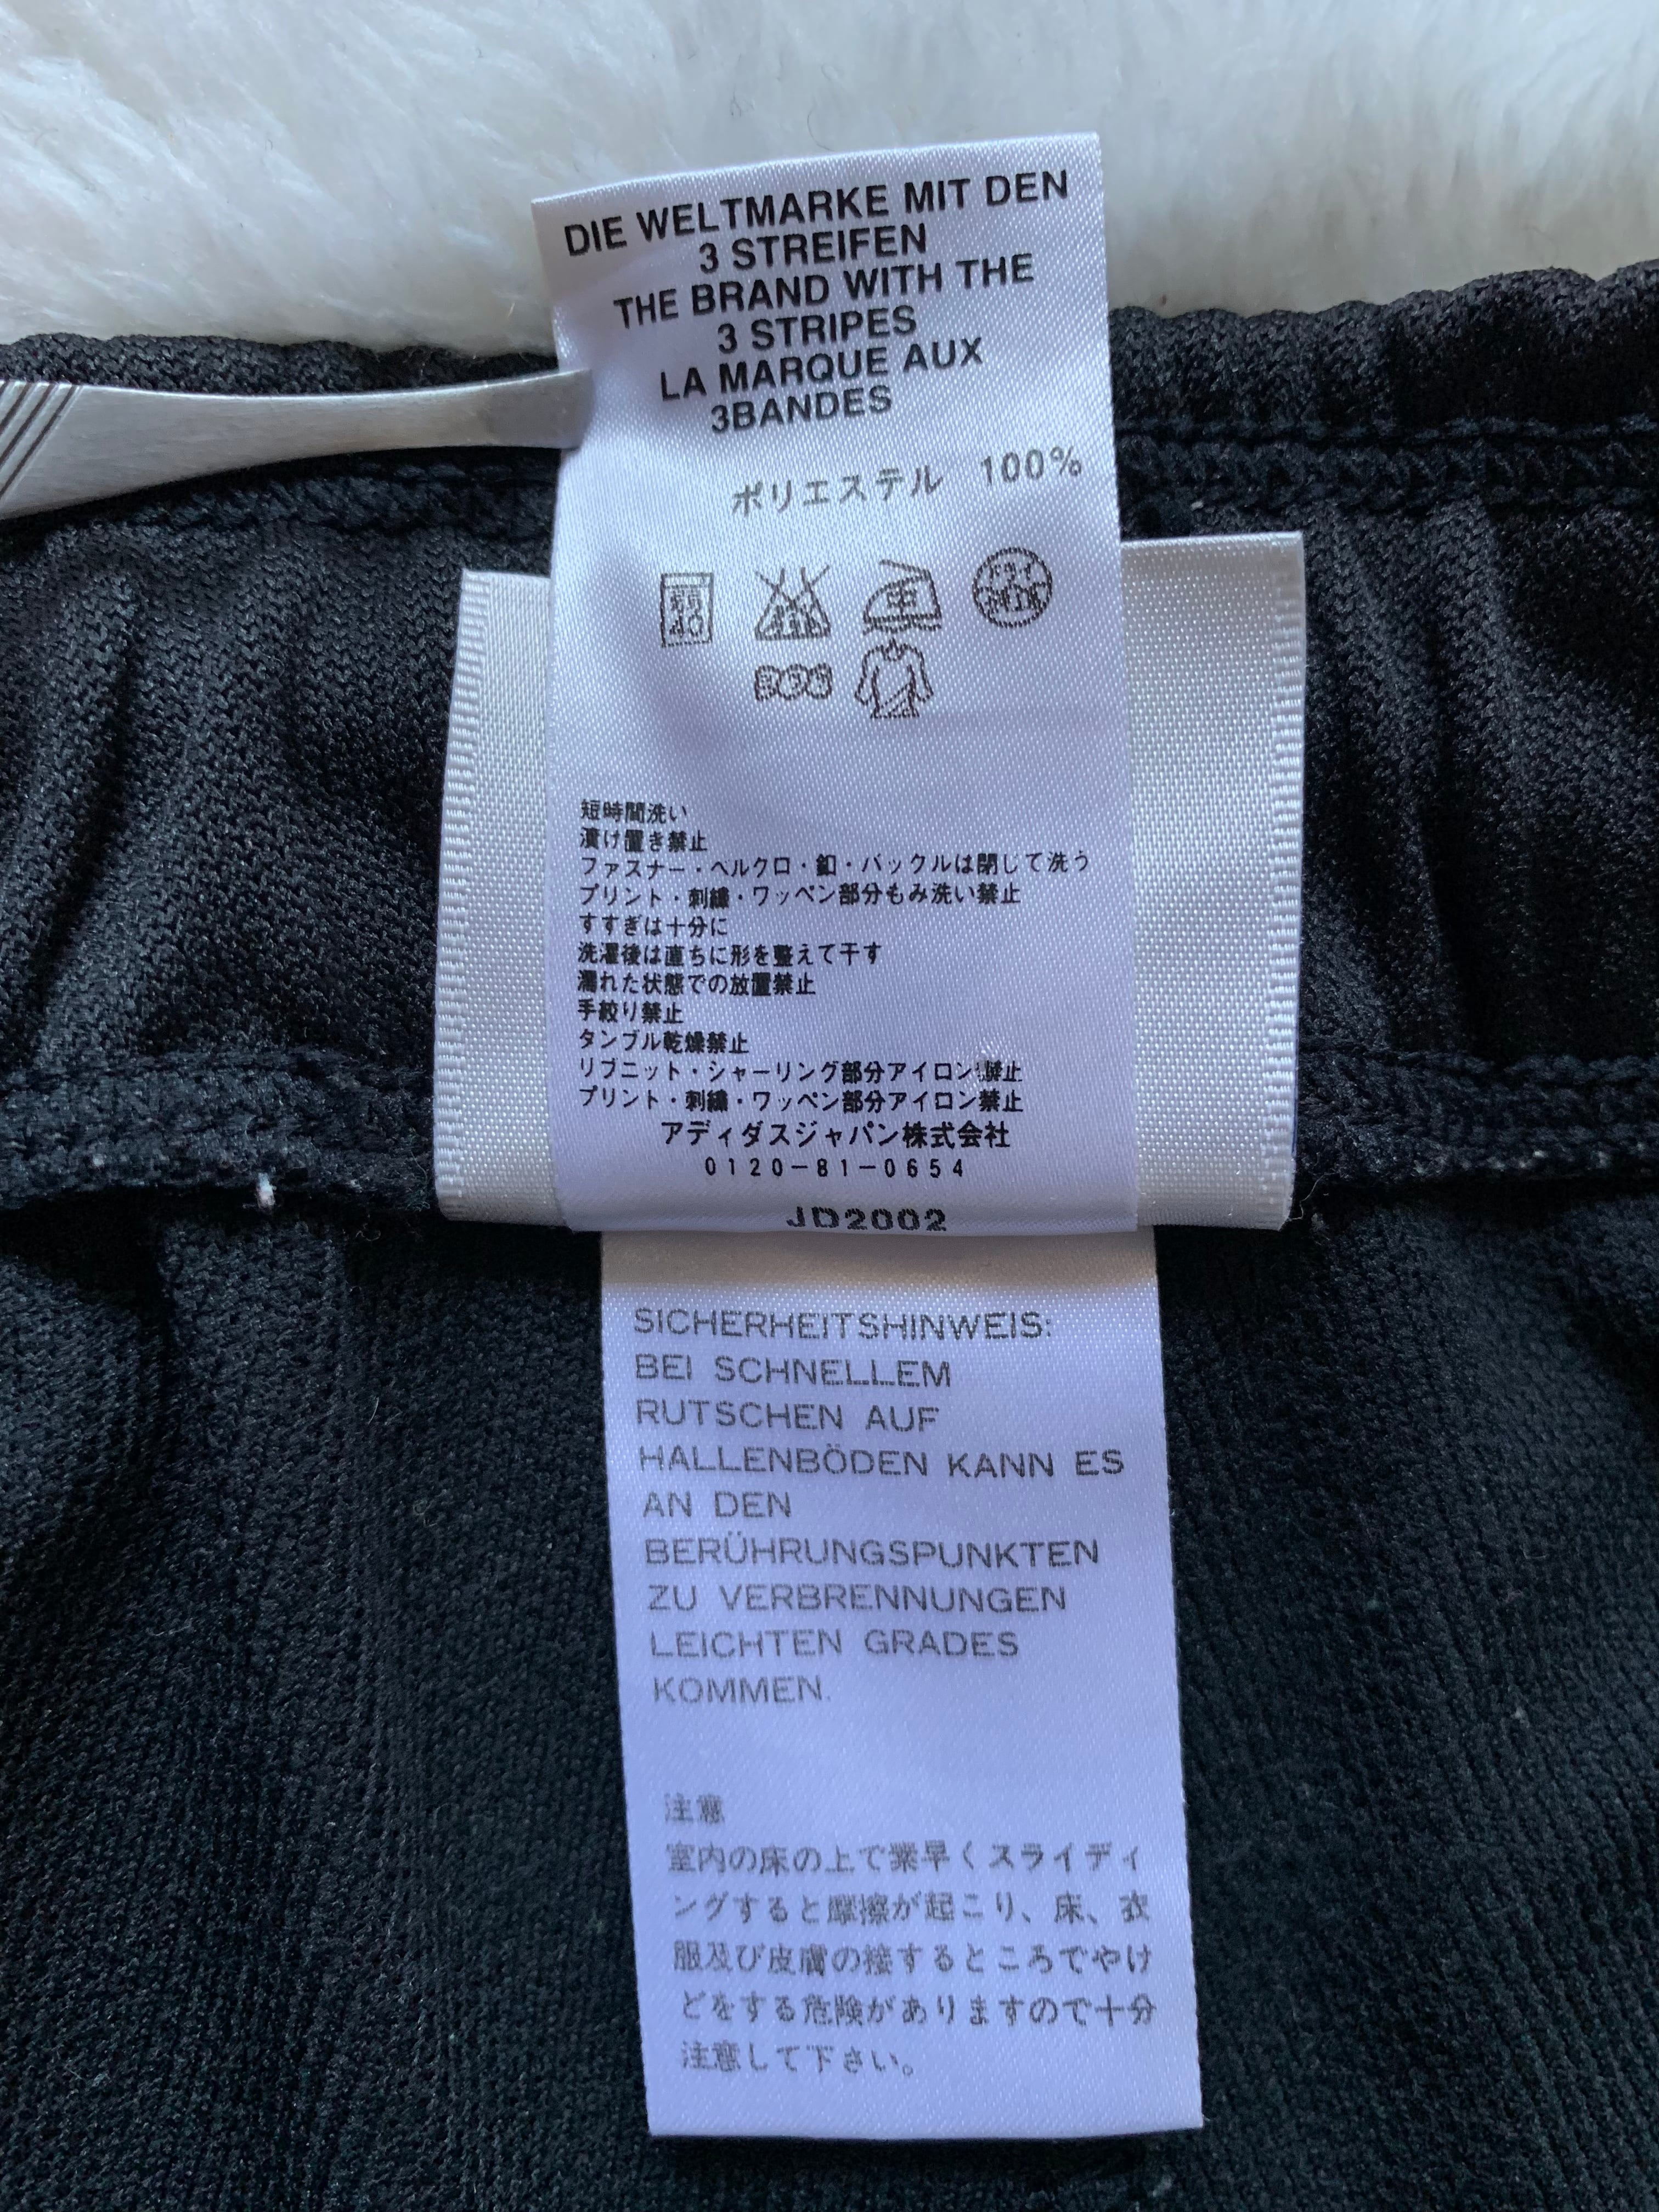 DIE WELTMARKE MIT DEN
3 STREIFEN
THE BRAND WITH THE
3 STRIPES
LA MARQUE AUX
3BANDES
ポリエステル 100%
弱
40
中
ドライ
短時間洗い
漬け置き禁止
ファスナー・ベルクロ・釦・バックルは閉じて洗う
プリント・刺繍・ワッペン部分もみ洗い禁止
すすぎは十分に
洗濯後は直ちに形を整えて干す
濡れた状態での放置禁止
手絞り禁止
タンブル乾燥禁止
リブニット・シャーリング部分アイロン禁止
プリント・刺繍・ワッペン部分アイロン禁止
アディダスジャパン株式会社
0120-81-0654
JD2002
SICHERHEITSHINWEIS:
BEI SCHNELLEM
RUTSCHEN AUF
HALLENBÖDEN KANN ES
AN DEN
BERÜHRUNGSPUNKTEN
ZU VERBRENNUNGEN
LEICHTEN GRADES
KOMMEN.
注意
室内の床の上で業早くスライディ
ングすると摩擦が起こり、床、衣
服及び皮膚の接するところでやけ
どをする危険がありますので十分
注意して下さい。